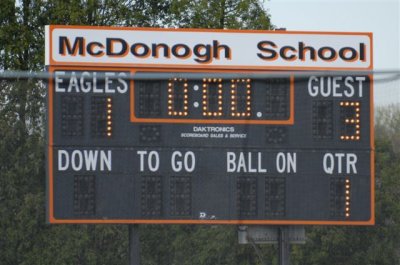 McDonogh School
EAGLES 0:00. GUEST
1 3
DAKTRONICS
SCOREBOARD SALES & SERVICE
DOWN TO GO BALL ON QTR
1